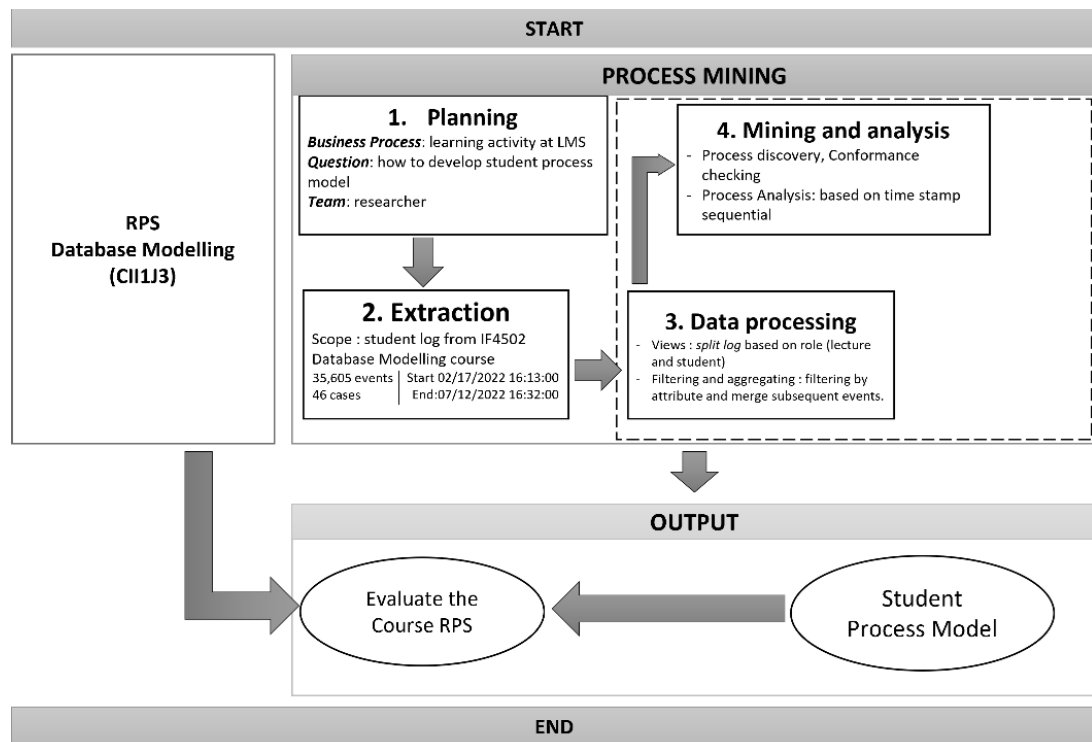 START
PROCESS MINING
RPS
Database Modelling
(CII1J3)
1. Planning
Business Process: learning activity at LMS
Question: how to develop student process
model
Team: researcher
2. Extraction
Scope : student log from IF4502
Database Modelling course
35,605 events
46 cases
Start 02/17/2022 16:13:00
End:07/12/2022 16:32:00
3. Data processing
- Views : split log based on role (lecture
and student)
- Filtering and aggregating : filtering by
attribute and merge subsequent events.
4. Mining and analysis
- Process discovery, Conformance
checking
- Process Analysis: based on time stamp
sequential
OUTPUT
Evaluate the
Course RPS
Student
Process Model
END